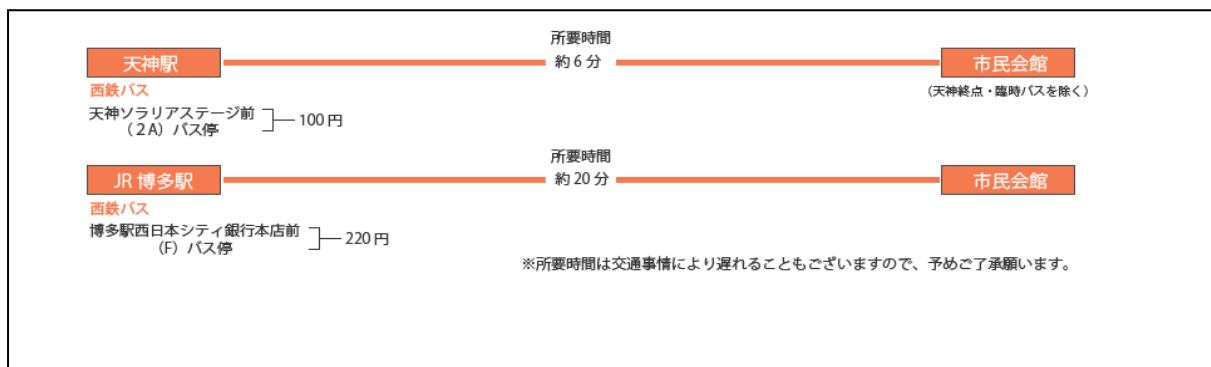 所要時間
天神駅 約6分 市民会館
西鉄バス
(天神終点・臨時バスを除く)
天神ソラリアステージ前
(2A)バス停
100円
所要時間
JR博多駅 約20分 市民会館
西鉄バス
博多駅西日本シティ銀行本店前
(F)バス停
220円
※所要時間は交通事情により遅れることもございますので、予めご了承願います。